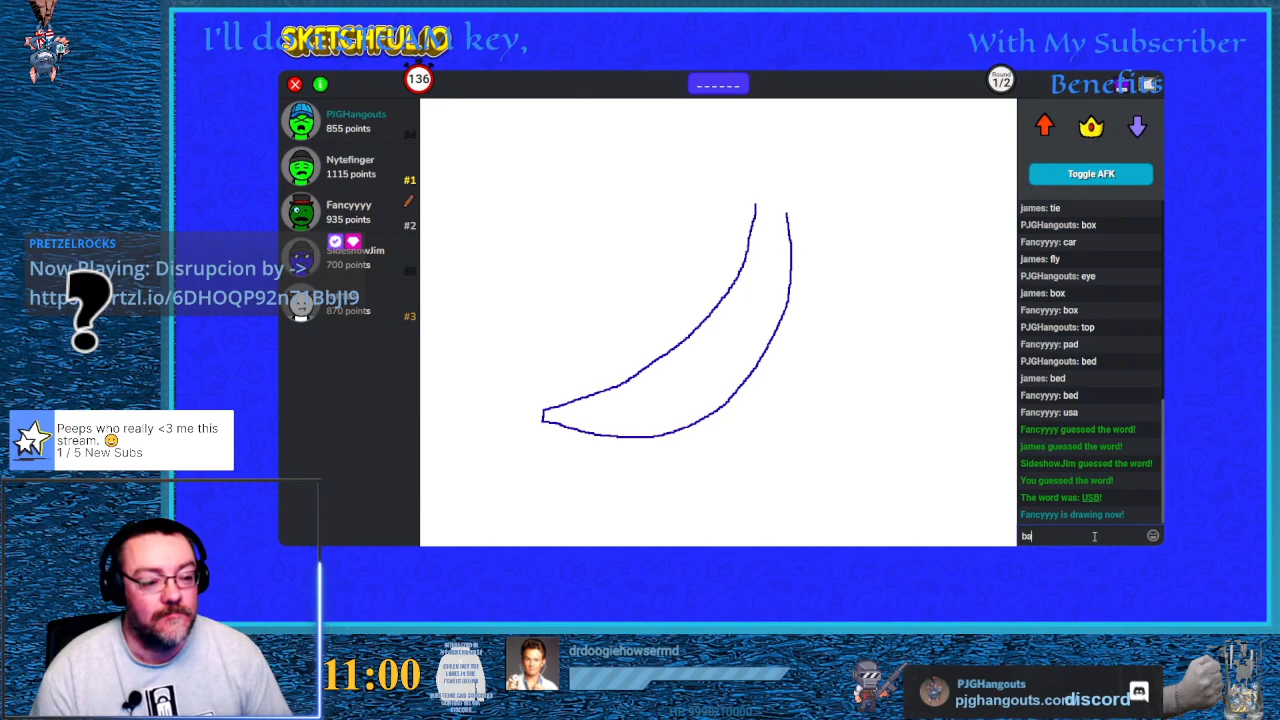 I'll d
SKETCHFUL.IO
key,
With My Subscriber
Benefits
136
Round
1/2
PJGHangouts
855 points
Nytefinger
1115 points
#1
Fancyyyy
935 points
#2
SideshowJim
700 points
870 points
#3
Toggle AFK
james: tie
PJGHangouts: box
Fancyyyy: car
james: fly
PJGHangouts: eye
james: box
Fancyyyy: box
PJGHangouts: top
Fancyyyy: pad
PJGHangouts: bed
james: bed
Fancyyyy: bed
Fancyyyy: usa
Fancyyyy guessed the word!
james guessed the word!
SideshowJim guessed the word!
You guessed the word!
The word was: USB!
Fancyyyy is drawing now!
ba
PRETZELROCKS
Now Playing: Disrupcion by ->
?
Peeps who really <3 me this
stream. 😀
1 / 5 New Subs
11:00
drdoogiehowsermd
PJGHangouts
pjghangouts.com
discord